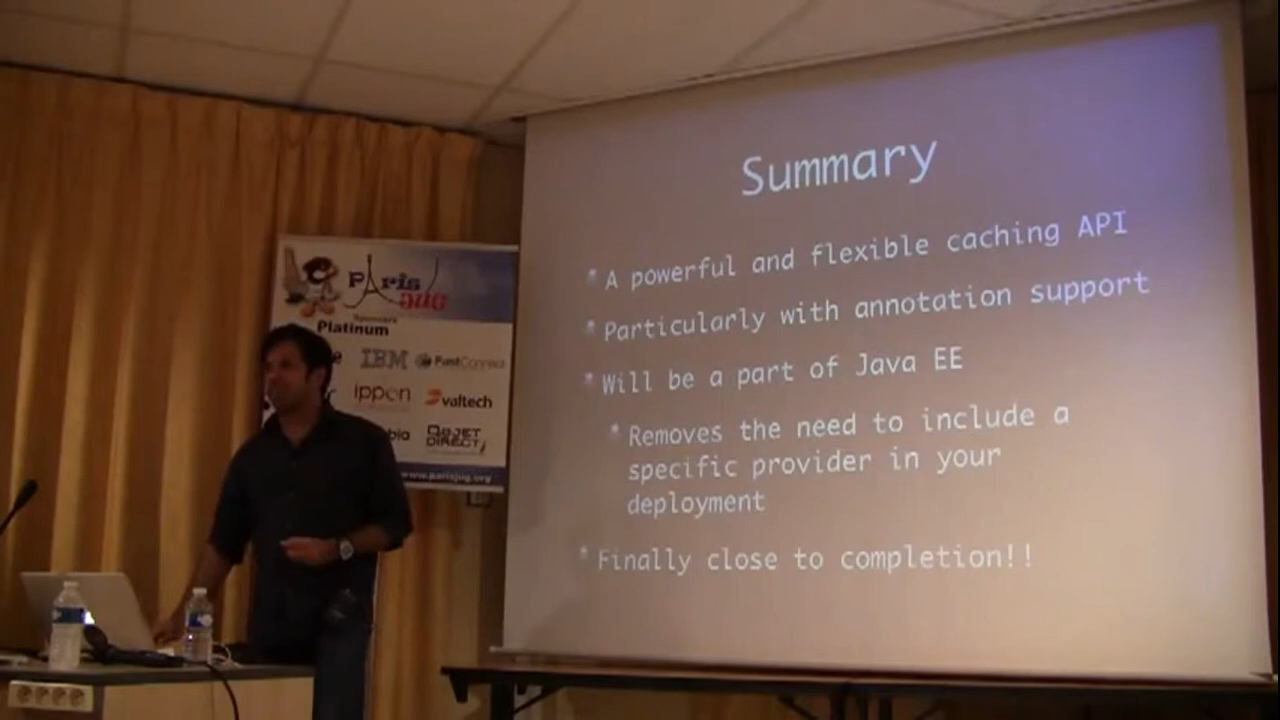 Summary
A powerful and flexible caching API
Particularly with annotation support
Will be a part of Java EE
Removes the need to include a
specific provider in your
deployment
Finally close to completion!!
Paris
JUG
Sponsors
Platinum
IBM FastConnect
ippon valtech
OBJET
DIRECT
www.parisjug.org